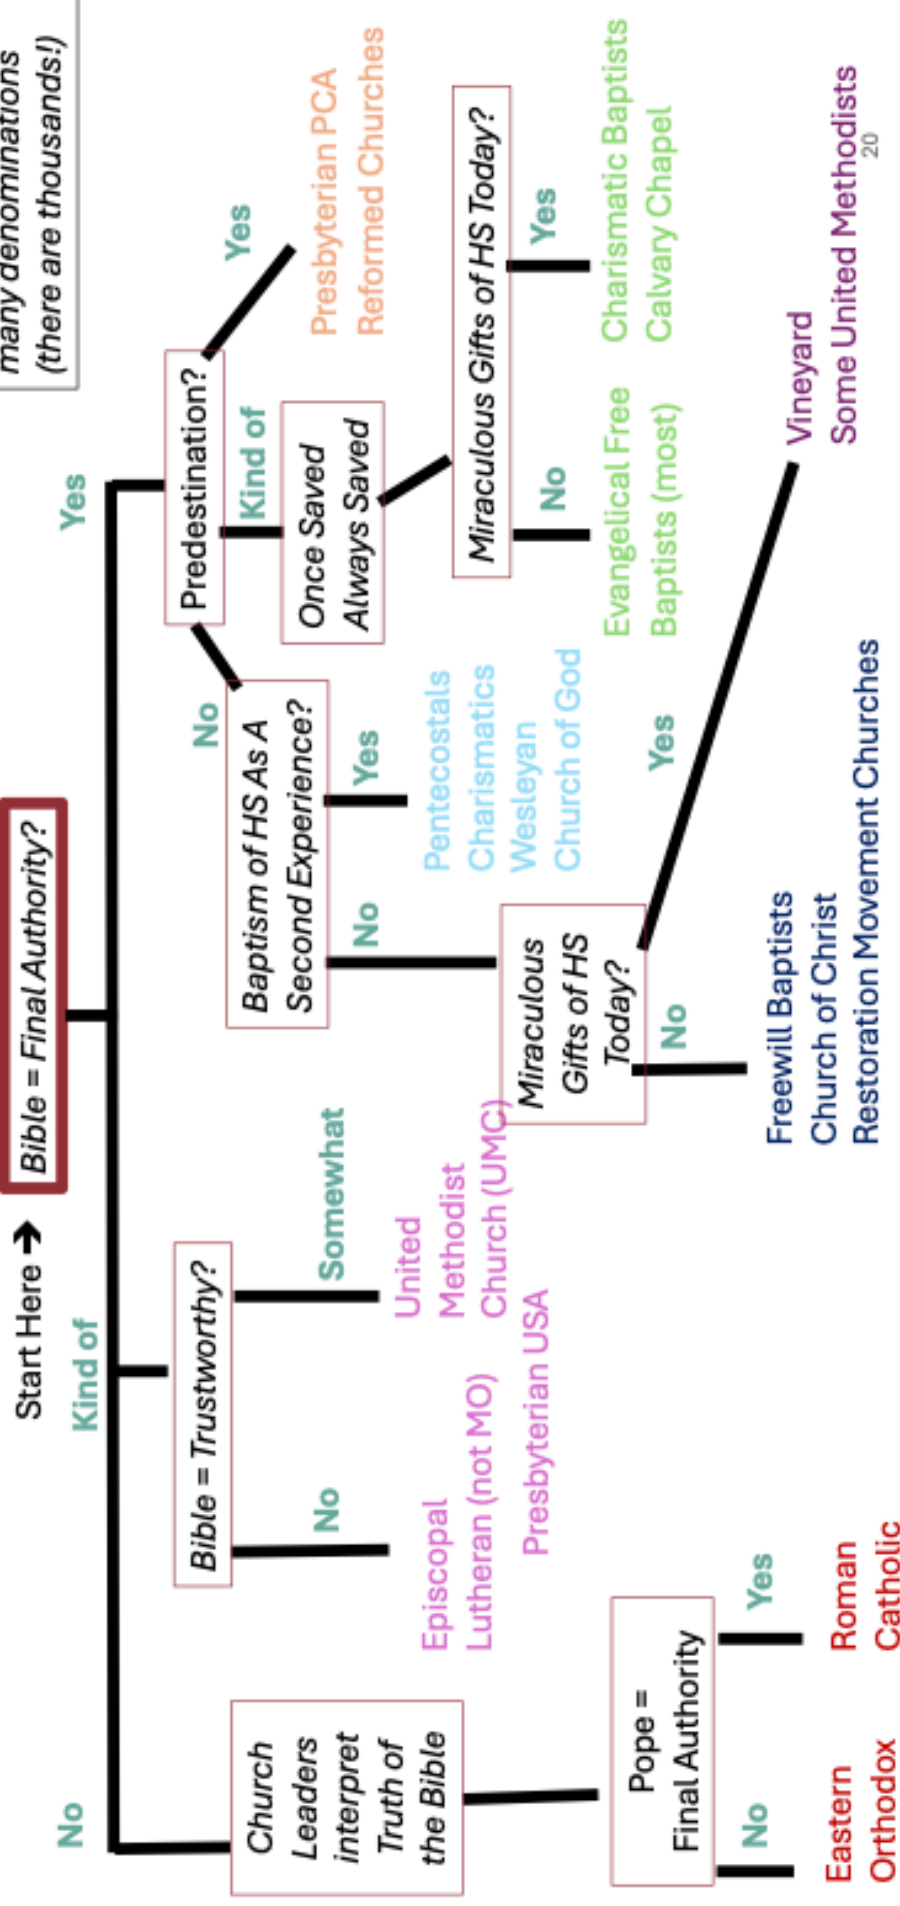 many denominations
(there are thousands!)
Start Here →
Bible = Final Authority?
No
Kind of
Yes
Church
Leaders
interpret
Truth of
the Bible
Pope =
Final Authority
No
Yes
Eastern
Orthodox
Roman
Catholic
Bible = Trustworthy?
No
Somewhat
Episcopal
Lutheran (not MO)
Presbyterian USA
United
Methodist
Church (UMC)
Predestination?
No
Kind of
Yes
Baptism of HS As A
Second Experience?
No
Yes
Pentecostals
Charismatics
Wesleyan
Church of God
Miraculous
Gifts of HS
Today?
No
Yes
Freewill Baptists
Church of Christ
Restoration Movement Churches
Vineyard
Some United Methodists
Once Saved
Always Saved
Miraculous Gifts of HS Today?
No
Yes
Evangelical Free
Baptists (most)
Charismatic Baptists
Calvary Chapel
Presbyterian PCA
Reformed Churches
20